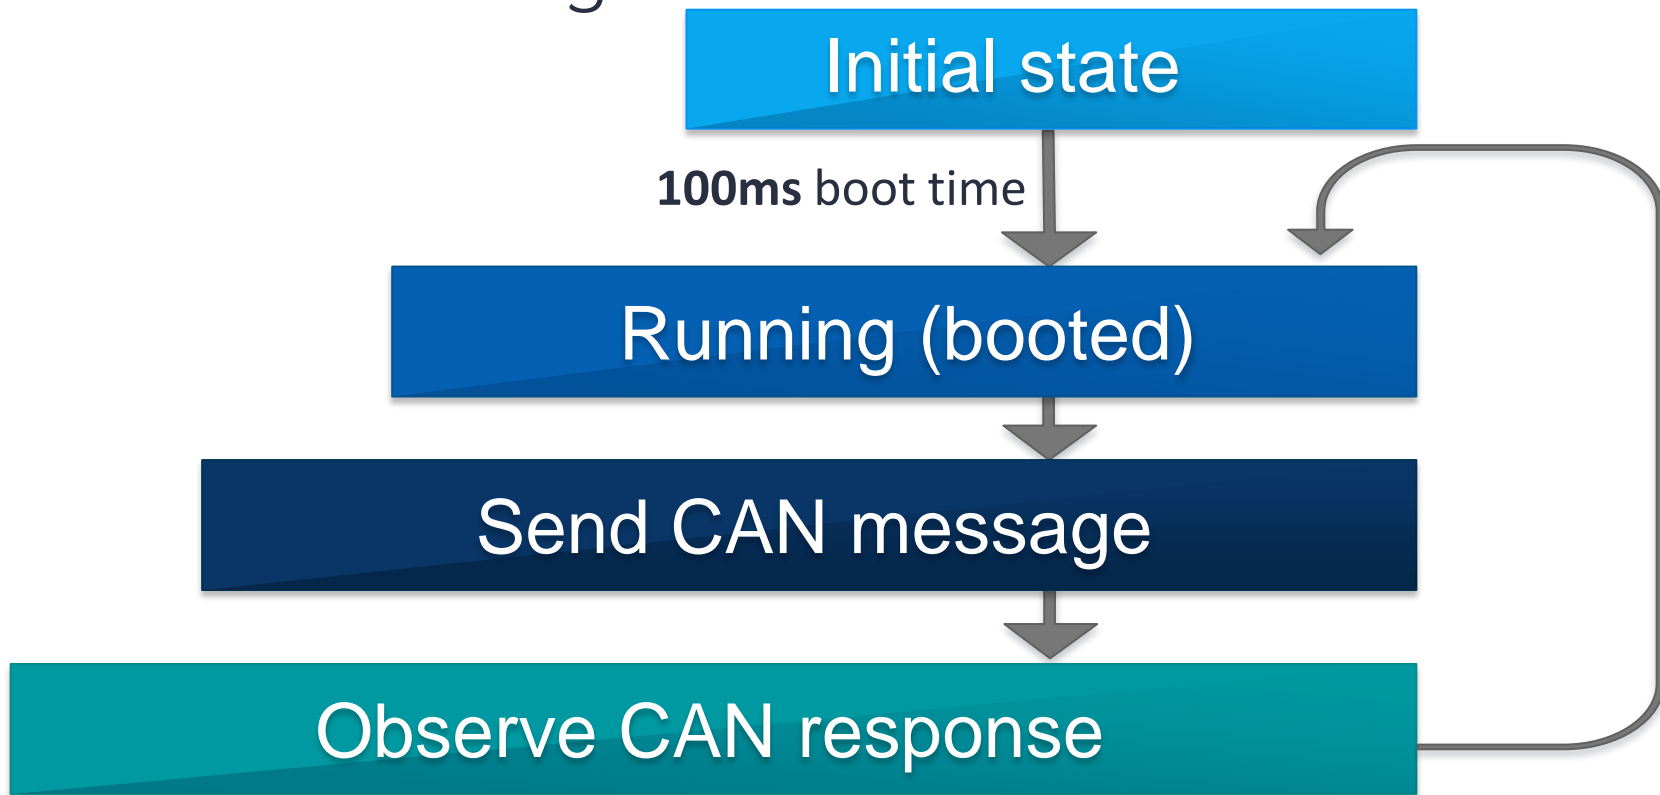 Initial state
100ms boot time
Running (booted)
Send CAN message
Observe CAN response